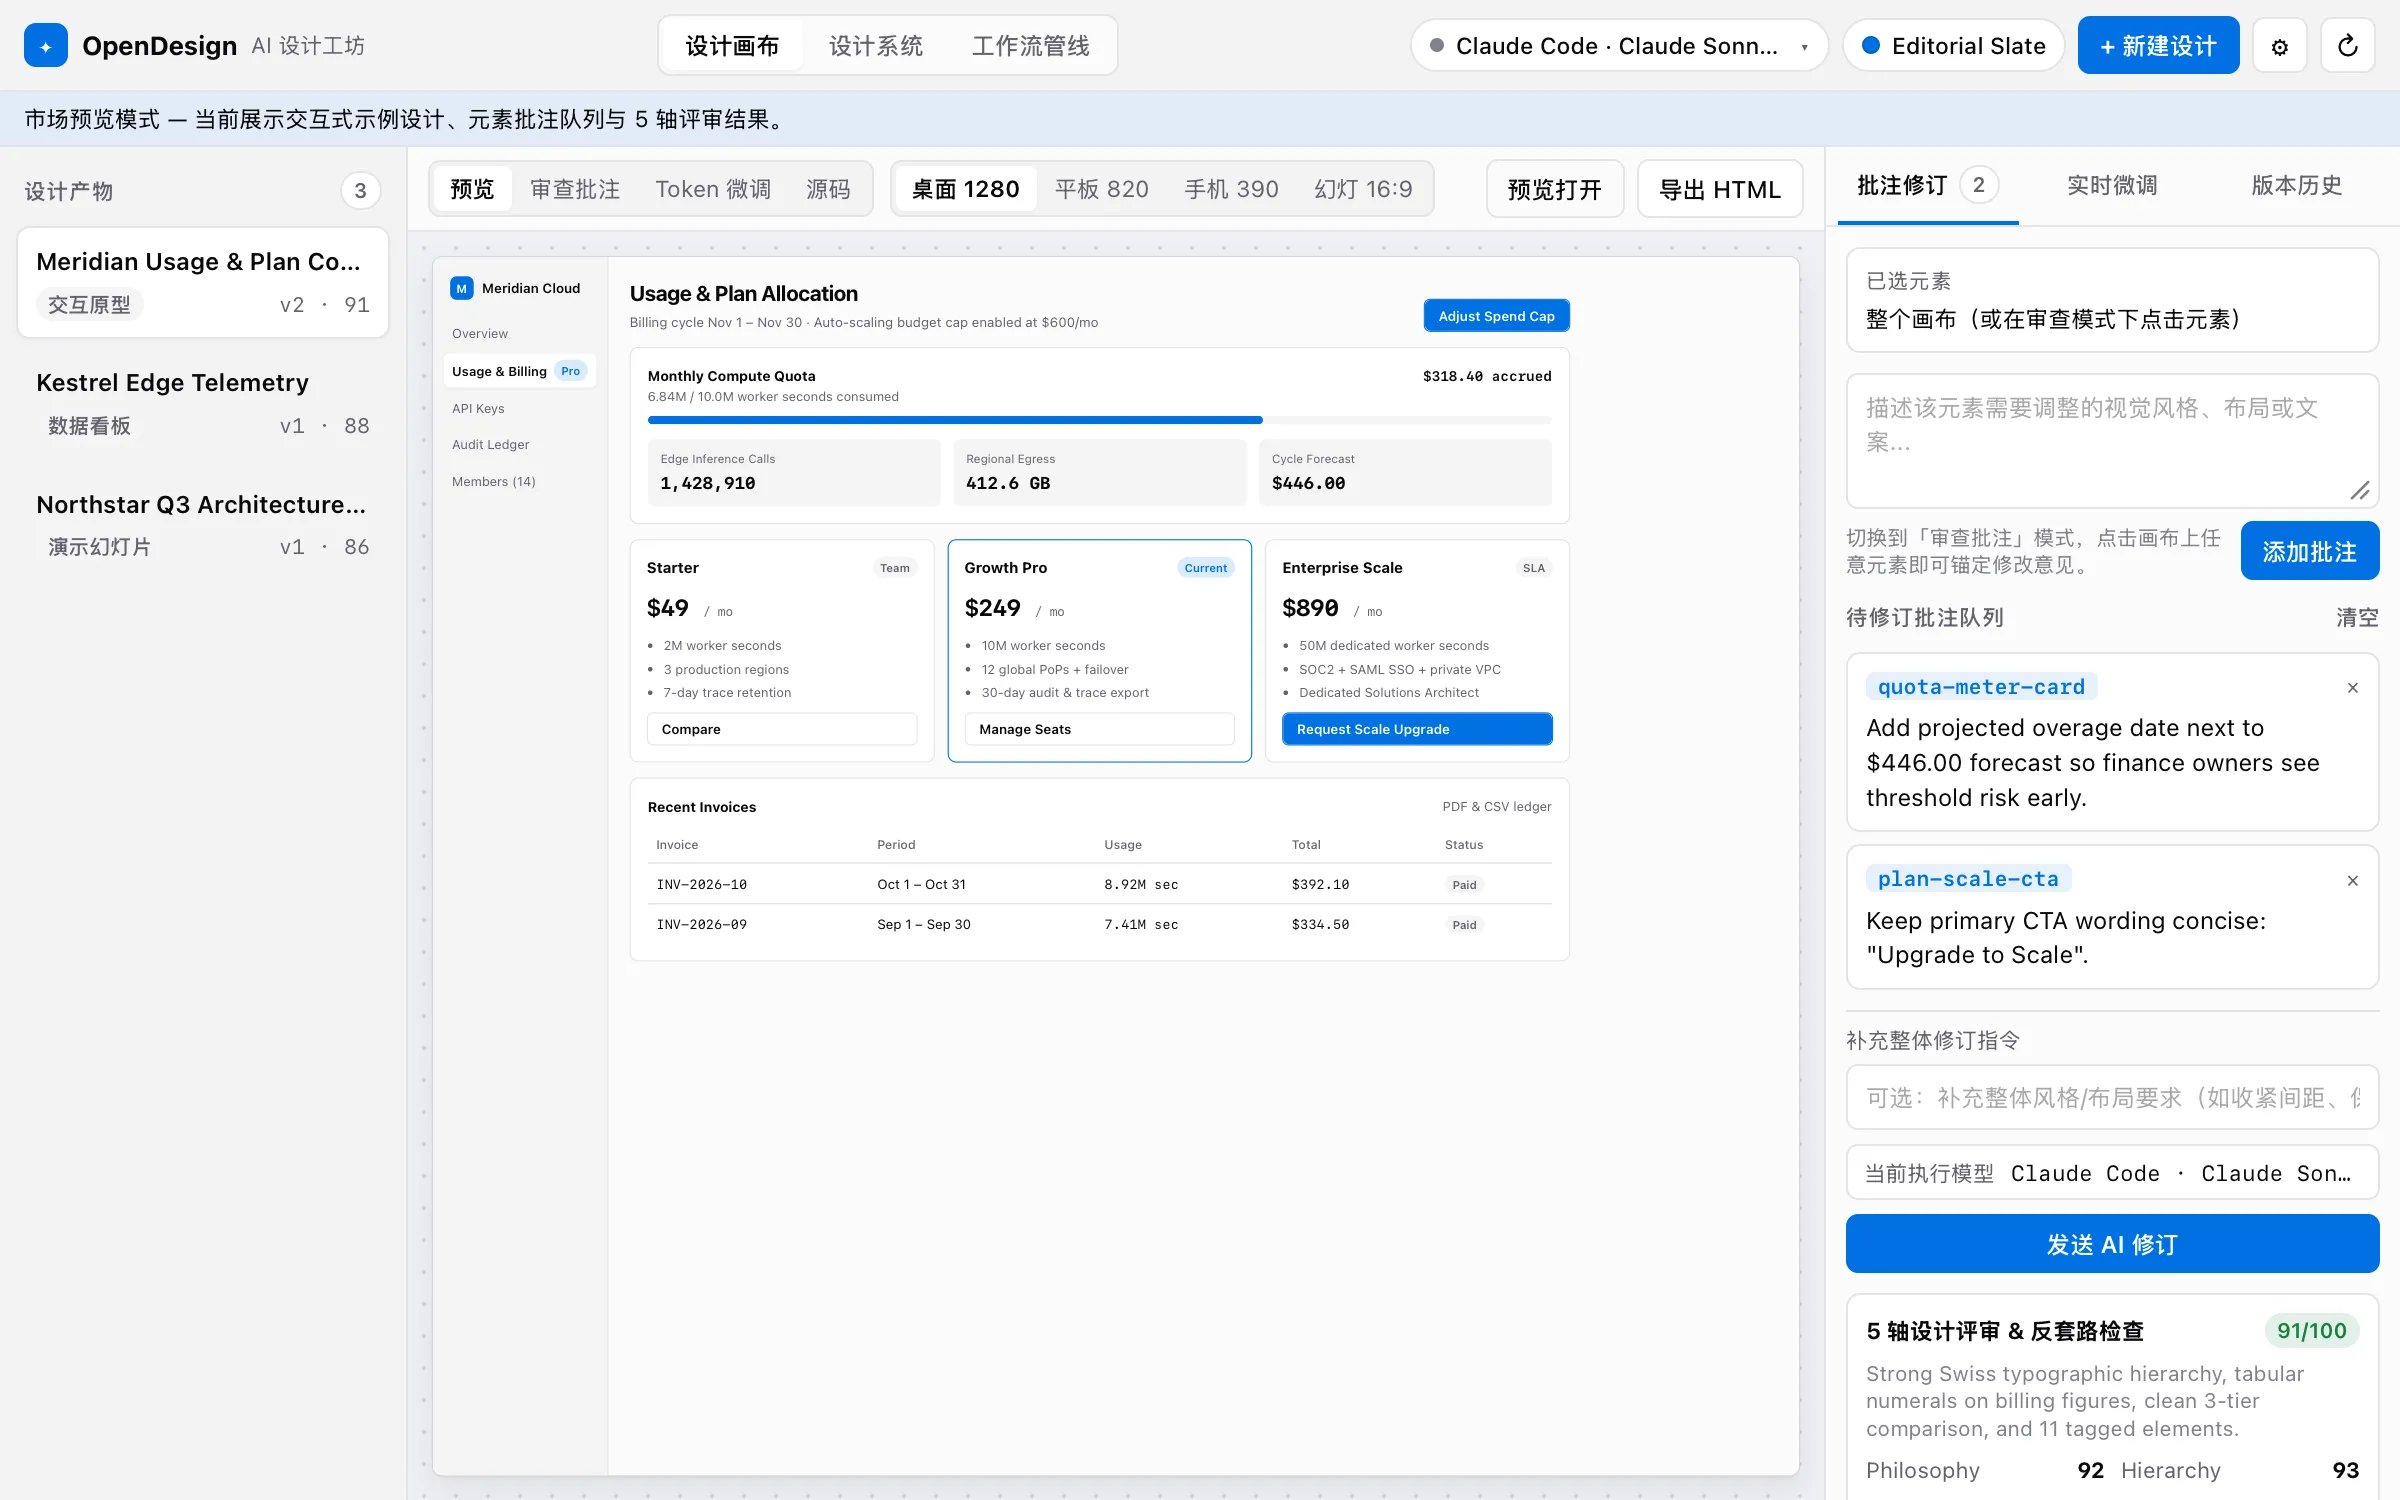 OpenDesign AI 设计工坊
设计画布 设计系统 工作流管线
Claude Code · Claude Sonn...
Editorial Slate
+ 新建设计
市场预览模式 — 当前展示交互式示例设计、元素批注队列与 5 轴评审结果。
设计产物 3
Meridian Usage & Plan Co...
交互原型 v2 · 91
Kestrel Edge Telemetry
数据看板 v1 · 88
Northstar Q3 Architecture...
演示幻灯片 v1 · 86
预览 审查批注 Token 微调 源码
桌面 1280 平板 820 手机 390 幻灯 16:9
预览打开 导出 HTML
M Meridian Cloud
Overview
Usage & Billing Pro
API Keys
Audit Ledger
Members (14)
Usage & Plan Allocation
Billing cycle Nov 1 – Nov 30 · Auto-scaling budget cap enabled at $600/mo
Adjust Spend Cap
Monthly Compute Quota $318.40 accrued
6.84M / 10.0M worker seconds consumed
Edge Inference Calls
1,428,910
Regional Egress
412.6 GB
Cycle Forecast
$446.00
Starter Team
$49 / mo
• 2M worker seconds
• 3 production regions
• 7-day trace retention
Compare
Growth Pro Current
$249 / mo
• 10M worker seconds
• 12 global PoPs + failover
• 30-day audit & trace export
Manage Seats
Enterprise Scale SLA
$890 / mo
• 50M dedicated worker seconds
• SOC2 + SAML SSO + private VPC
• Dedicated Solutions Architect
Request Scale Upgrade
Recent Invoices PDF & CSV ledger
Invoice Period Usage Total Status
INV-2026-10 Oct 1 – Oct 31 8.92M sec $392.10 Paid
INV-2026-09 Sep 1 – Sep 30 7.41M sec $334.50 Paid
批注修订 2 实时微调 版本历史
已选元素
整个画布（或在审查模式下点击元素）
描述该元素需要调整的视觉风格、布局或文
案...
切换到「审查批注」模式，点击画布上任
意元素即可锚定修改意见。
添加批注
待修订批注队列 清空
quota-meter-card ×
Add projected overage date next to
$446.00 forecast so finance owners see
threshold risk early.
plan-scale-cta ×
Keep primary CTA wording concise:
"Upgrade to Scale".
补充整体修订指令
可选：补充整体风格/布局要求（如收紧间距、
当前执行模型 Claude Code · Claude Son...
发送 AI 修订
5 轴设计评审 & 反套路检查 91/100
Strong Swiss typographic hierarchy, tabular
numerals on billing figures, clean 3-tier
comparison, and 11 tagged elements.
Philosophy 92 Hierarchy 93